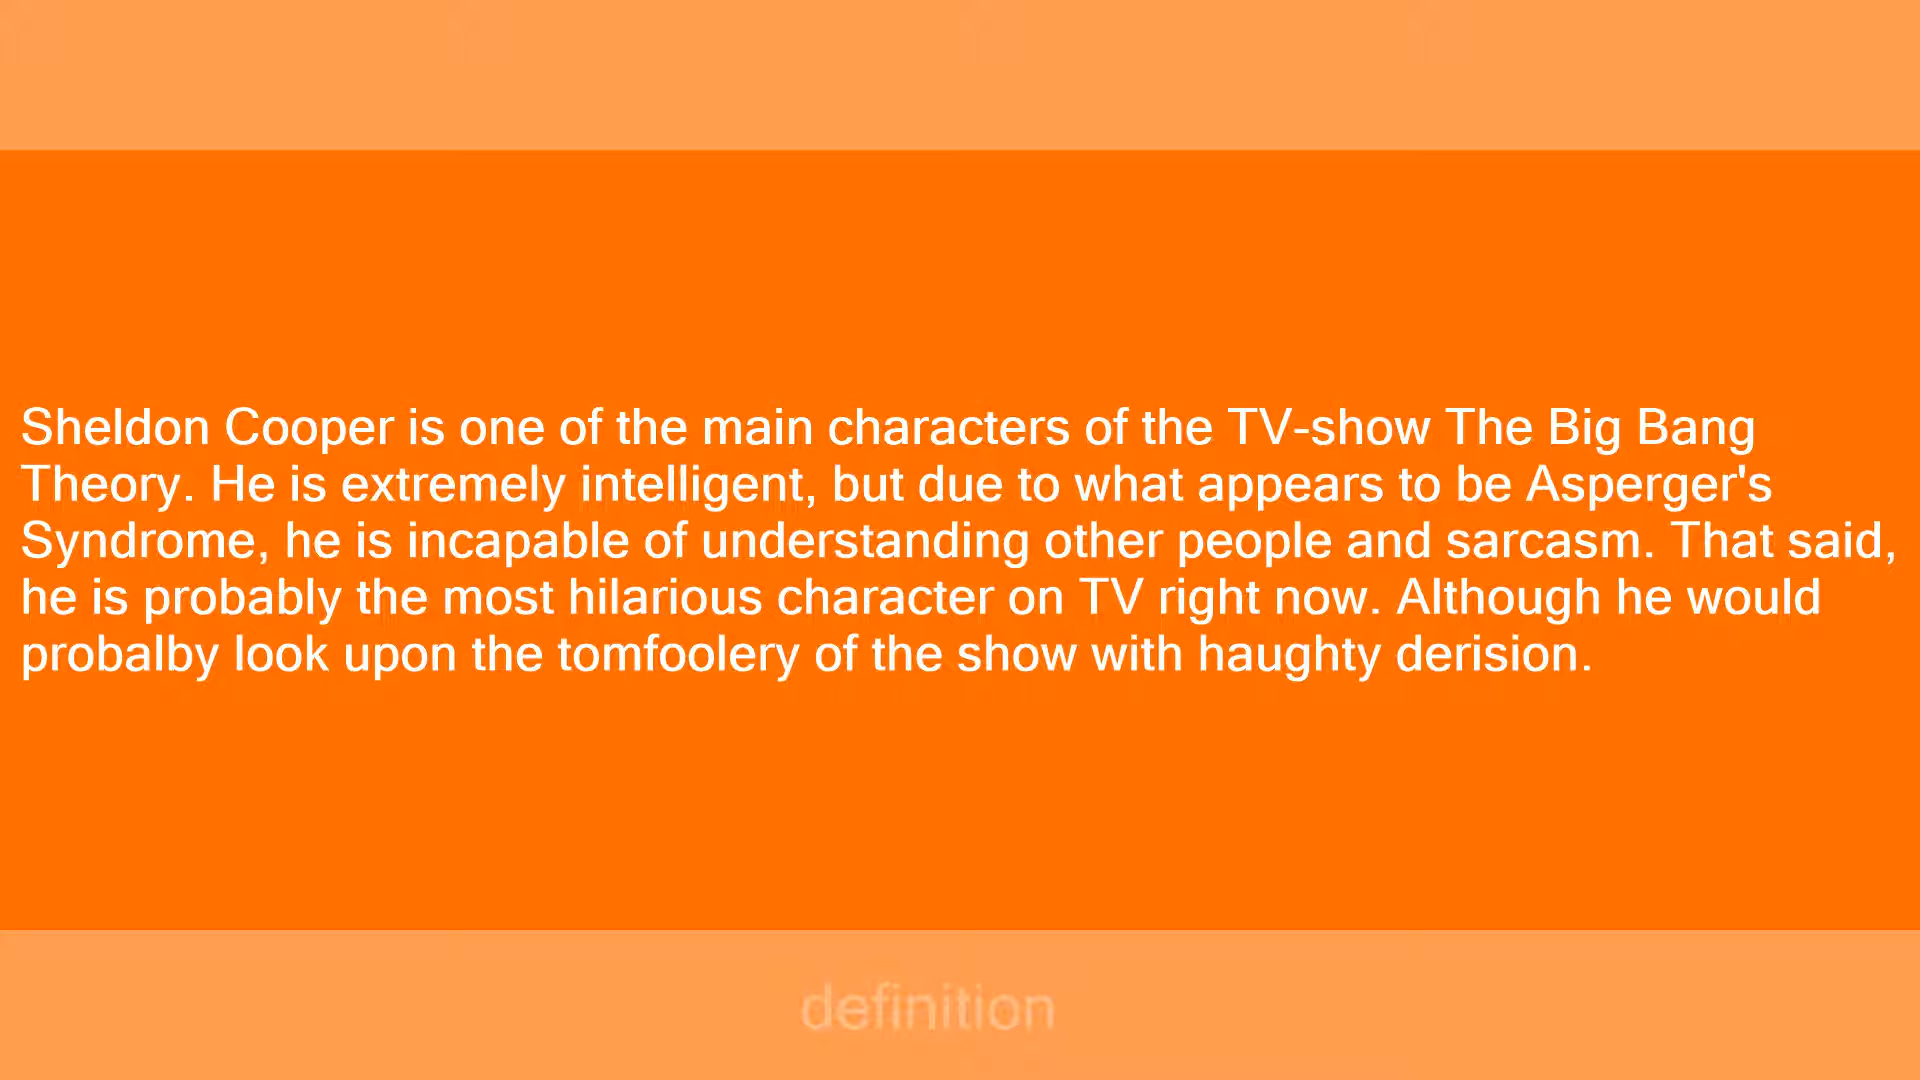 Sheldon Cooper is one of the main characters of the TV-show The Big Bang
Theory. He is extremely intelligent, but due to what appears to be Asperger's
Syndrome, he is incapable of understanding other people and sarcasm. That said,
he is probably the most hilarious character on TV right now. Although he would
probalby look upon the tomfoolery of the show with haughty derision.
definition